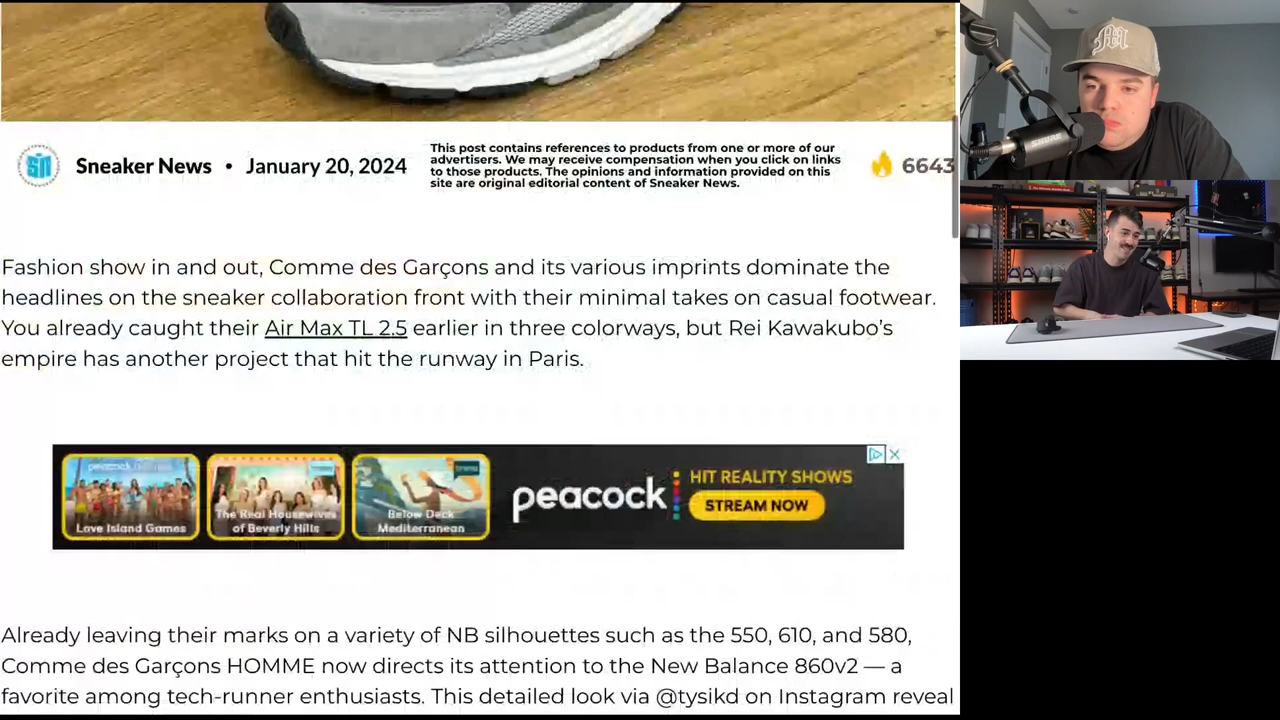 Sneaker News • January 20, 2024
This post contains references to products from one or more of our
advertisers. We may receive compensation when you click on links
to those products. The opinions and information provided on this
site are original editorial content of Sneaker News.
6643
SHURE
Fashion show in and out, Comme des Garçons and its various imprints dominate the
headlines on the sneaker collaboration front with their minimal takes on casual footwear.
You already caught their Air Max TL 2.5 earlier in three colorways, but Rei Kawakubo's
empire has another project that hit the runway in Paris.
peacock
Love Island Games
The Real Housewives
of Beverly Hills
Below Deck
Mediterranean
peacock
HIT REALITY SHOWS
STREAM NOW
Already leaving their marks on a variety of NB silhouettes such as the 550, 610, and 580,
Comme des Garçons HOMME now directs its attention to the New Balance 860v2 — a
favorite among tech-runner enthusiasts. This detailed look via @tysikd on Instagram reveal